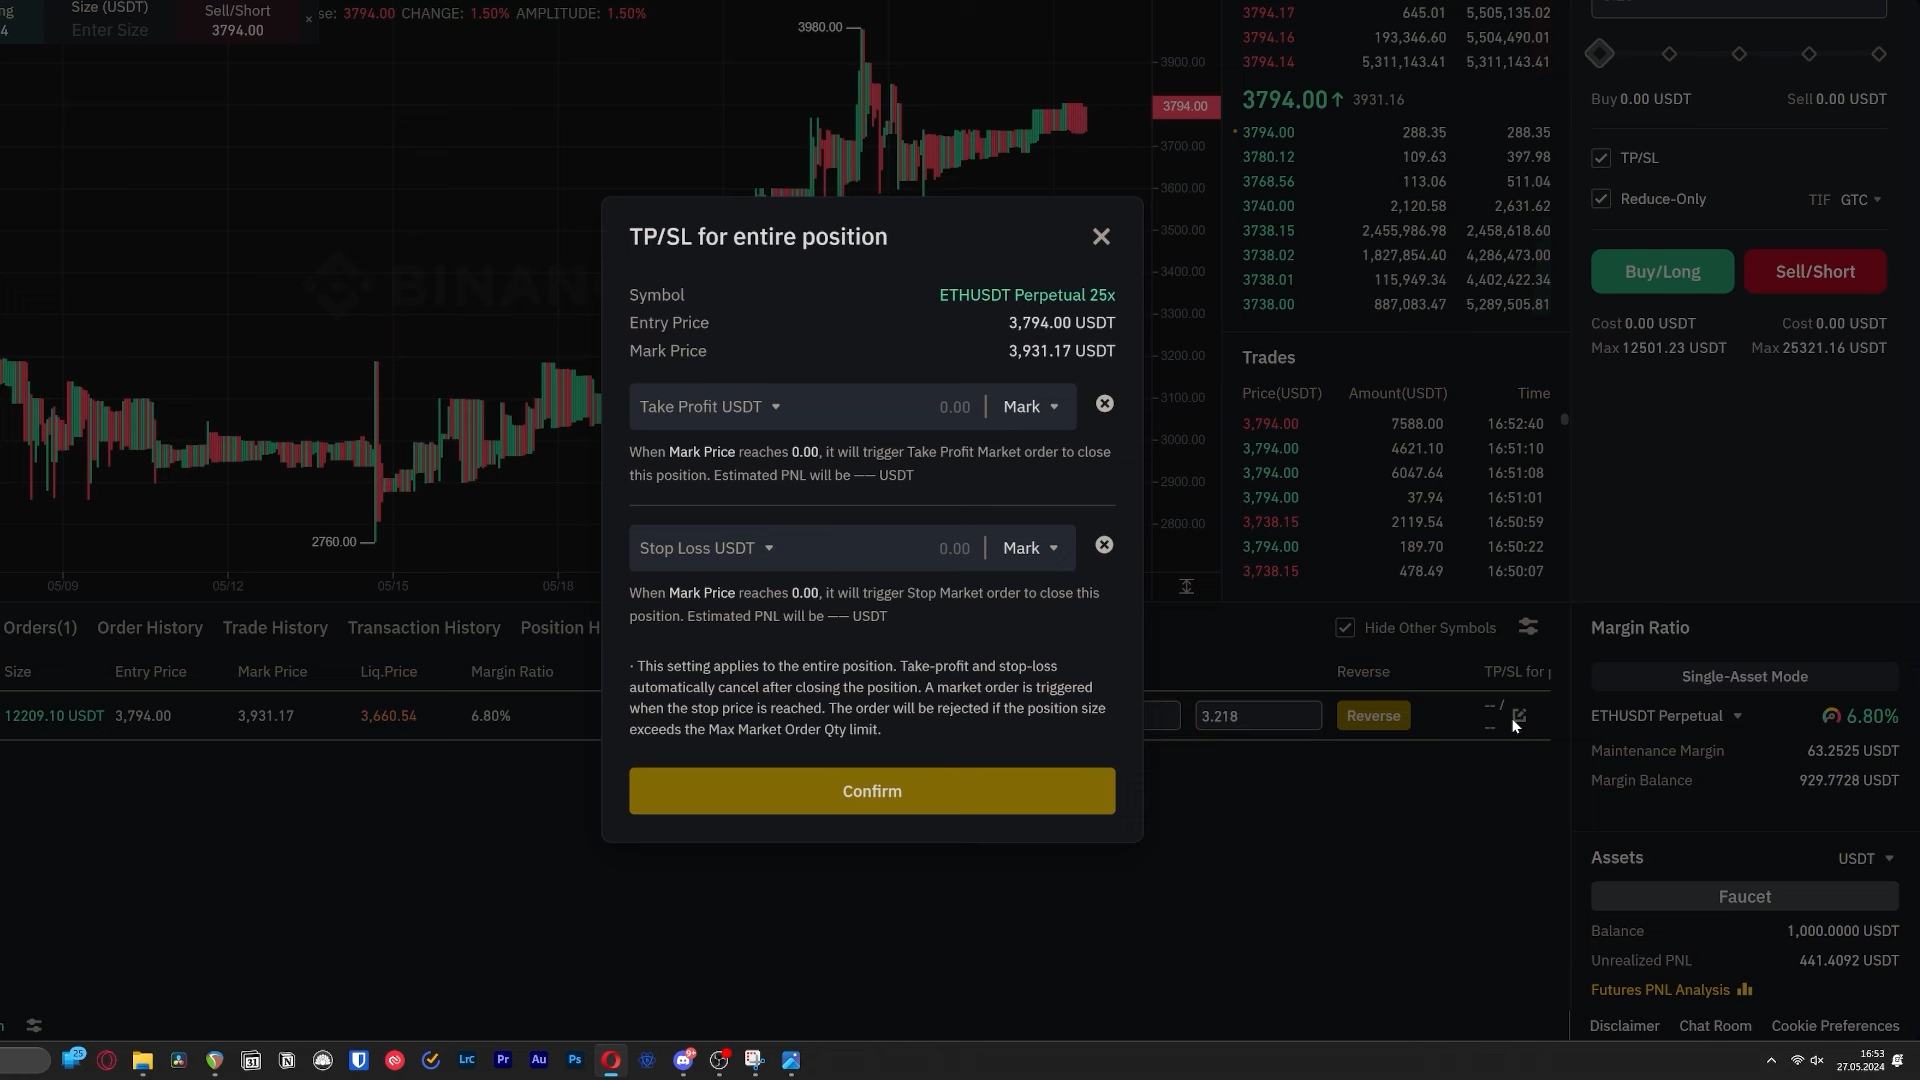 ng
4
Size (USDT)
Enter Size
Sell/Short
3794.00
×
se: 3794.00 CHANGE: 1.50% AMPLITUDE: 1.50%
3980.00
2760.00
BINAN
3900.00
3794.00
3700.00
3600.00
3500.00
3400.00
3300.00
3200.00
3100.00
3000.00
2900.00
2800.00
05/09 05/12 05/15 05/18
3794.17 645.01 5,505,135.02
3794.16 193,346.60 5,504,490.01
3794.14 5,311,143.41 5,311,143.41
3794.00↑ 3931.16
3794.00 288.35 288.35
3780.12 109.63 397.98
3768.56 113.06 511.04
3740.00 2,120.58 2,631.62
3738.15 2,455,986.98 2,458,618.60
3738.02 1,827,854.40 4,286,473.00
3738.01 115,949.34 4,402,422.34
3738.00 887,083.47 5,289,505.81
Trades
Price(USDT) Amount(USDT) Time
3,794.00 7588.00 16:52:40
3,794.00 4621.10 16:51:10
3,794.00 6047.64 16:51:08
3,794.00 37.94 16:51:01
3,738.15 2119.54 16:50:59
3,794.00 189.70 16:50:22
3,738.15 478.49 16:50:07
Buy 0.00 USDT Sell 0.00 USDT
TP/SL
Reduce-Only TIF GTC
Buy/Long Sell/Short
Cost 0.00 USDT Cost 0.00 USDT
Max 12501.23 USDT Max 25321.16 USDT
TP/SL for entire position
Symbol ETHUSDT Perpetual 25x
Entry Price 3,794.00 USDT
Mark Price 3,931.17 USDT
Take Profit USDT 0.00 | Mark
When Mark Price reaches 0.00, it will trigger Take Profit Market order to close
this position. Estimated PNL will be —— USDT
Stop Loss USDT 0.00 | Mark
When Mark Price reaches 0.00, it will trigger Stop Market order to close this
position. Estimated PNL will be —— USDT
· This setting applies to the entire position. Take-profit and stop-loss
automatically cancel after closing the position. A market order is triggered
when the stop price is reached. The order will be rejected if the position size
exceeds the Max Market Order Qty limit.
Confirm
Orders(1) Order History Trade History Transaction History Position H
Hide Other Symbols
Size Entry Price Mark Price Liq.Price Margin Ratio Reverse TP/SL for
12209.10 USDT 3,794.00 3,931.17 3,660.54 6.80% 3.218 Reverse -- /
--
Margin Ratio
Single-Asset Mode
ETHUSDT Perpetual 6.80%
Maintenance Margin 63.2525 USDT
Margin Balance 929.7728 USDT
Assets USDT
Faucet
Balance 1,000.0000 USDT
Unrealized PNL 441.4092 USDT
Futures PNL Analysis
Disclaimer Chat Room Cookie Preferences
25
31
LrC
Pr
Au
Ps
9+
16:53
27.05.2024